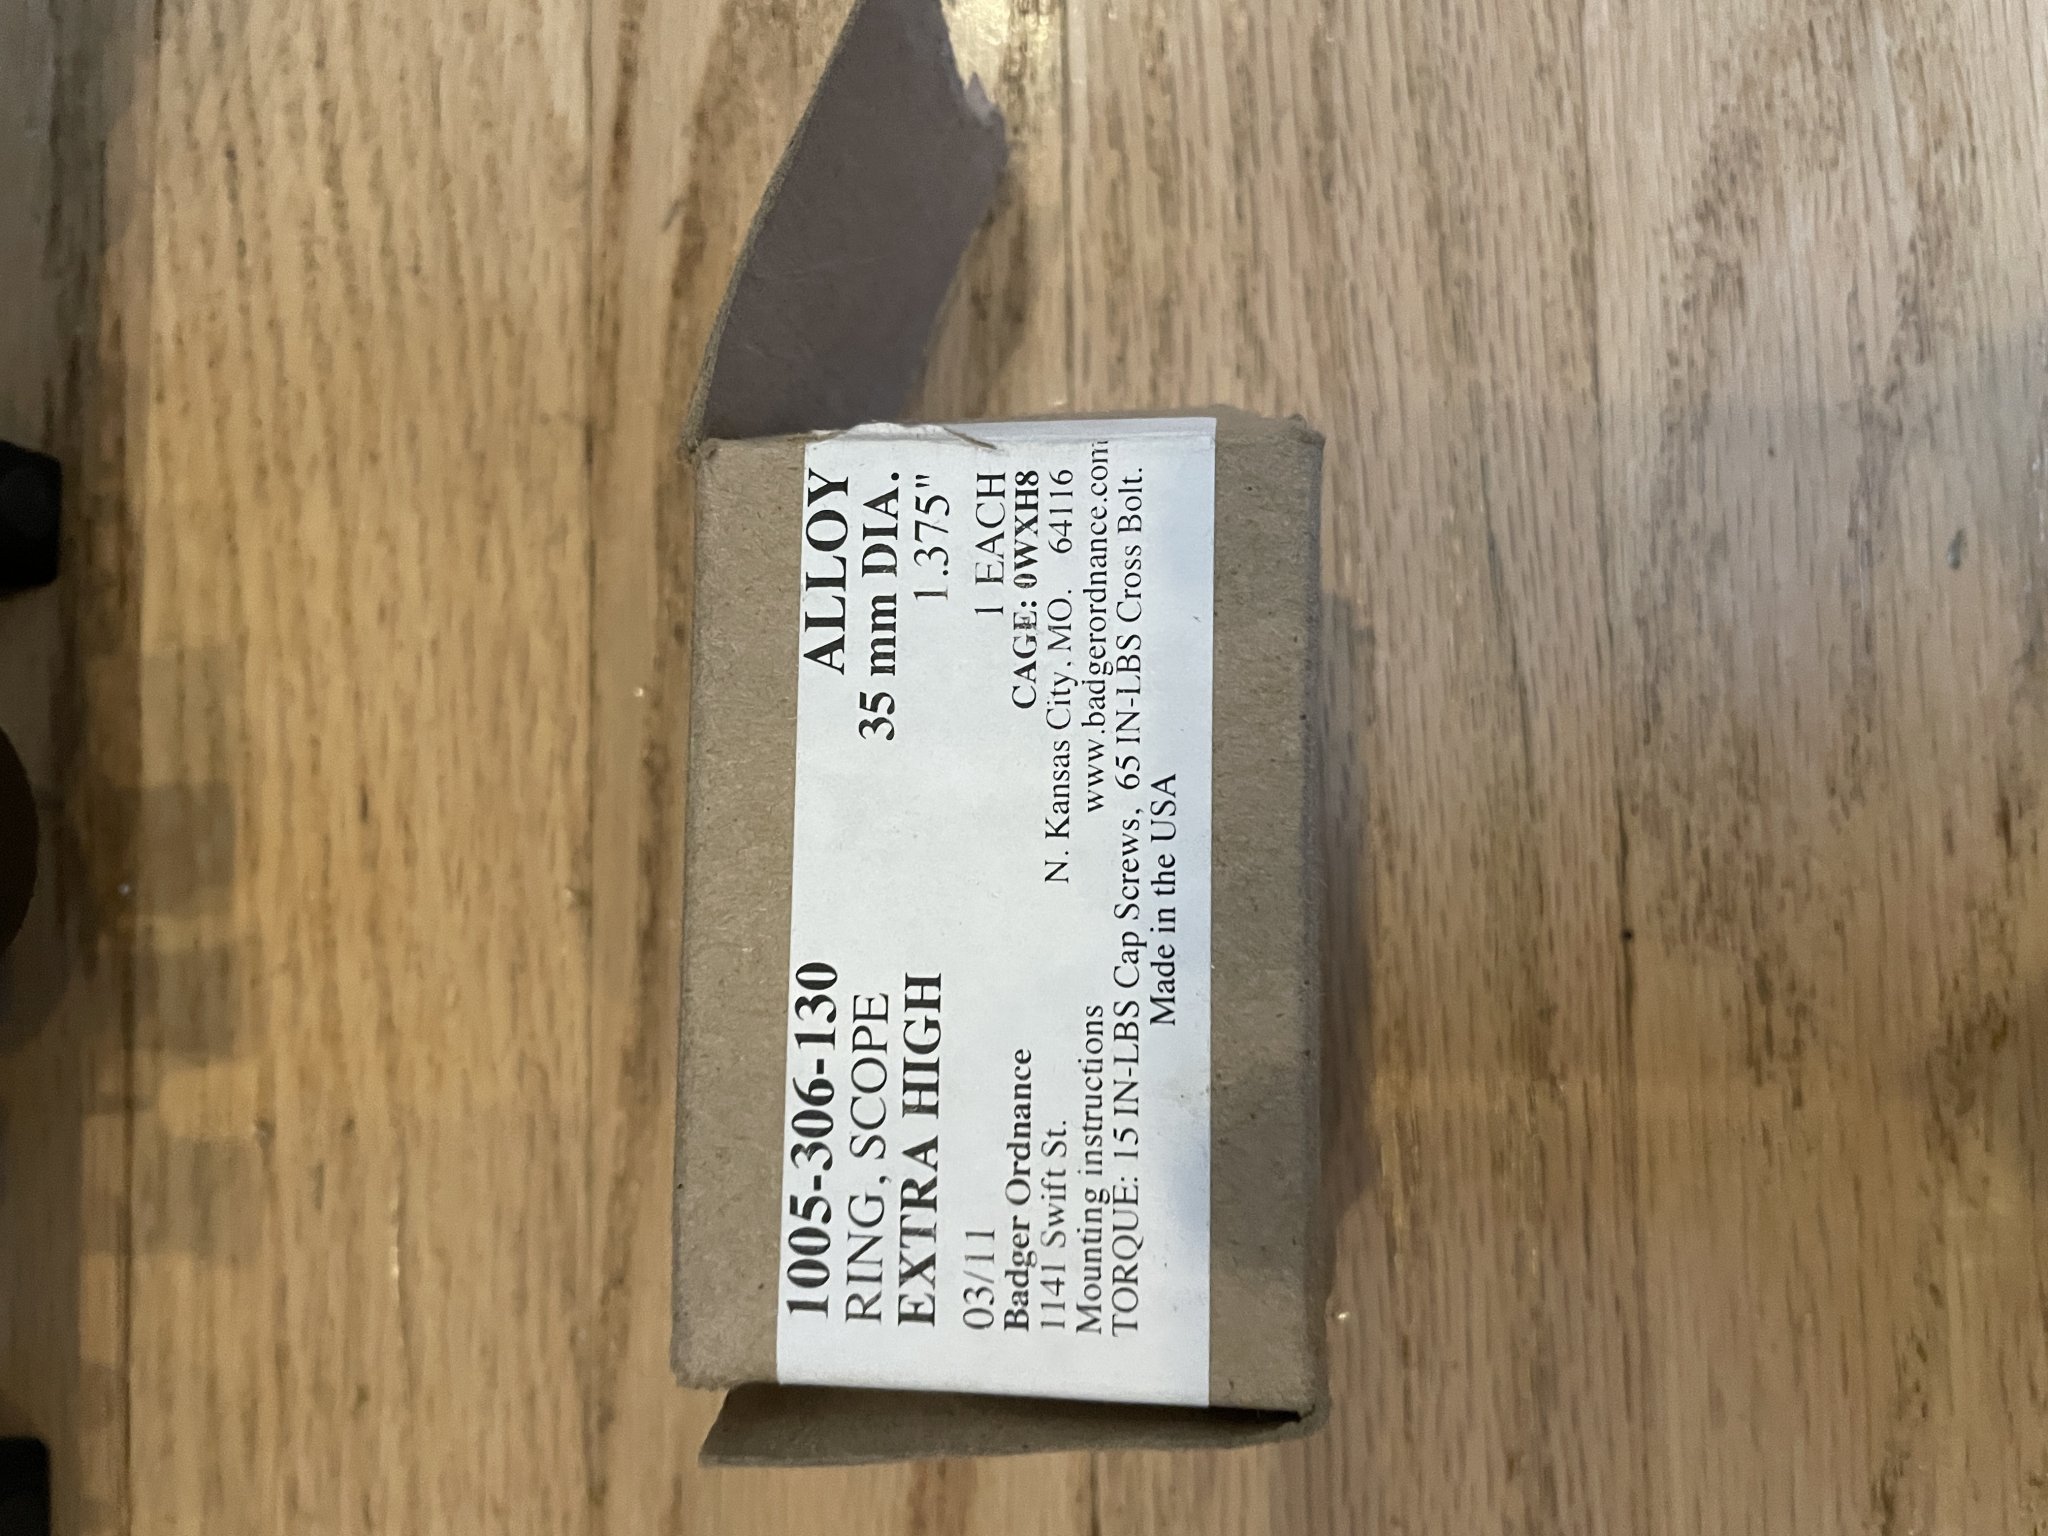 1005-306-130 ALLOY
RING, SCOPE 35 mm DIA.
EXTRA HIGH 1.375"
03/11 1 EACH
Badger Ordnance CAGE: 0WXH8
1141 Swift St. N. Kansas City, MO. 64116
Mounting instructions www.badgerordnance.com
TORQUE: 15 IN-LBS Cap Screws, 65 IN-LBS Cross Bolt.
Made in the USA